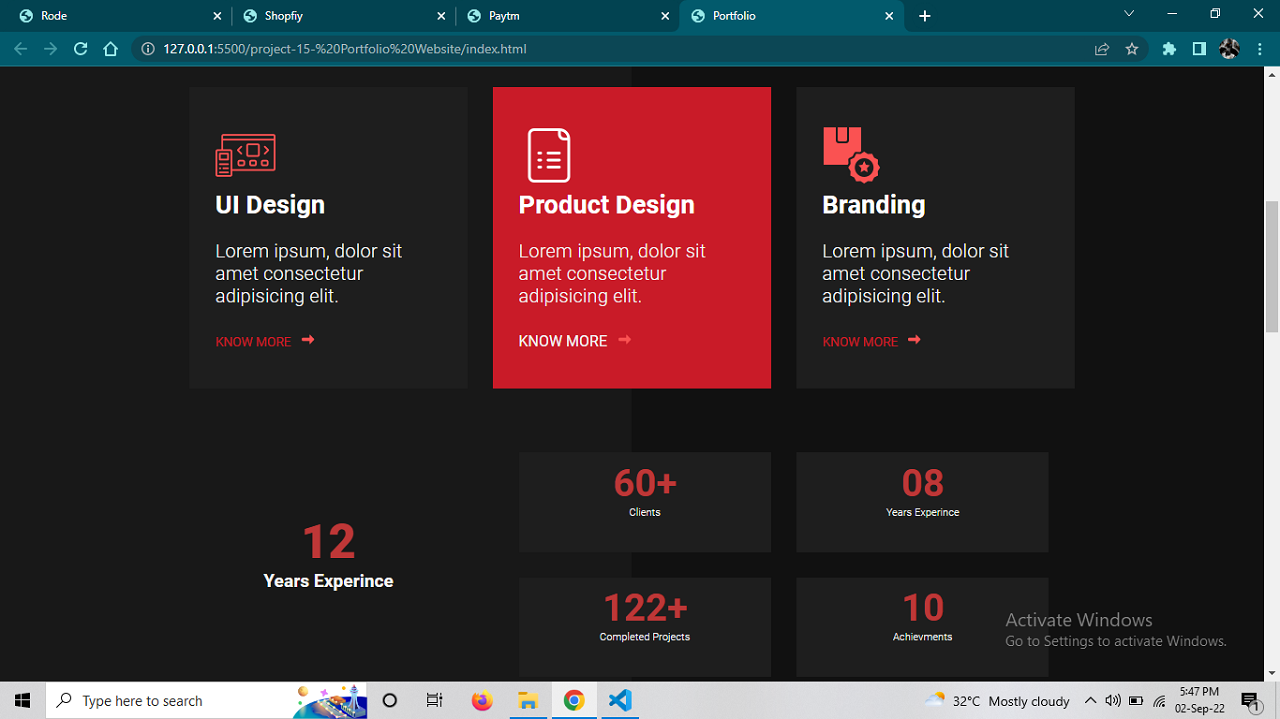 Rode
Shopfiy
Paytm
Portfolio
127.0.0.1:5500/project-15-%20Portfolio%20Website/index.html
UI Design
Lorem ipsum, dolor sit
amet consectetur
adipisicing elit.
KNOW MORE
Product Design
Lorem ipsum, dolor sit
amet consectetur
adipisicing elit.
KNOW MORE
Branding
Lorem ipsum, dolor sit
amet consectetur
adipisicing elit.
KNOW MORE
12
Years Experince
60+
Clients
08
Years Experince
122+
Completed Projects
10
Achievments
Activate Windows
Go to Settings to activate Windows.
Type here to search
32°C Mostly cloudy
5:47 PM
02-Sep-22
1